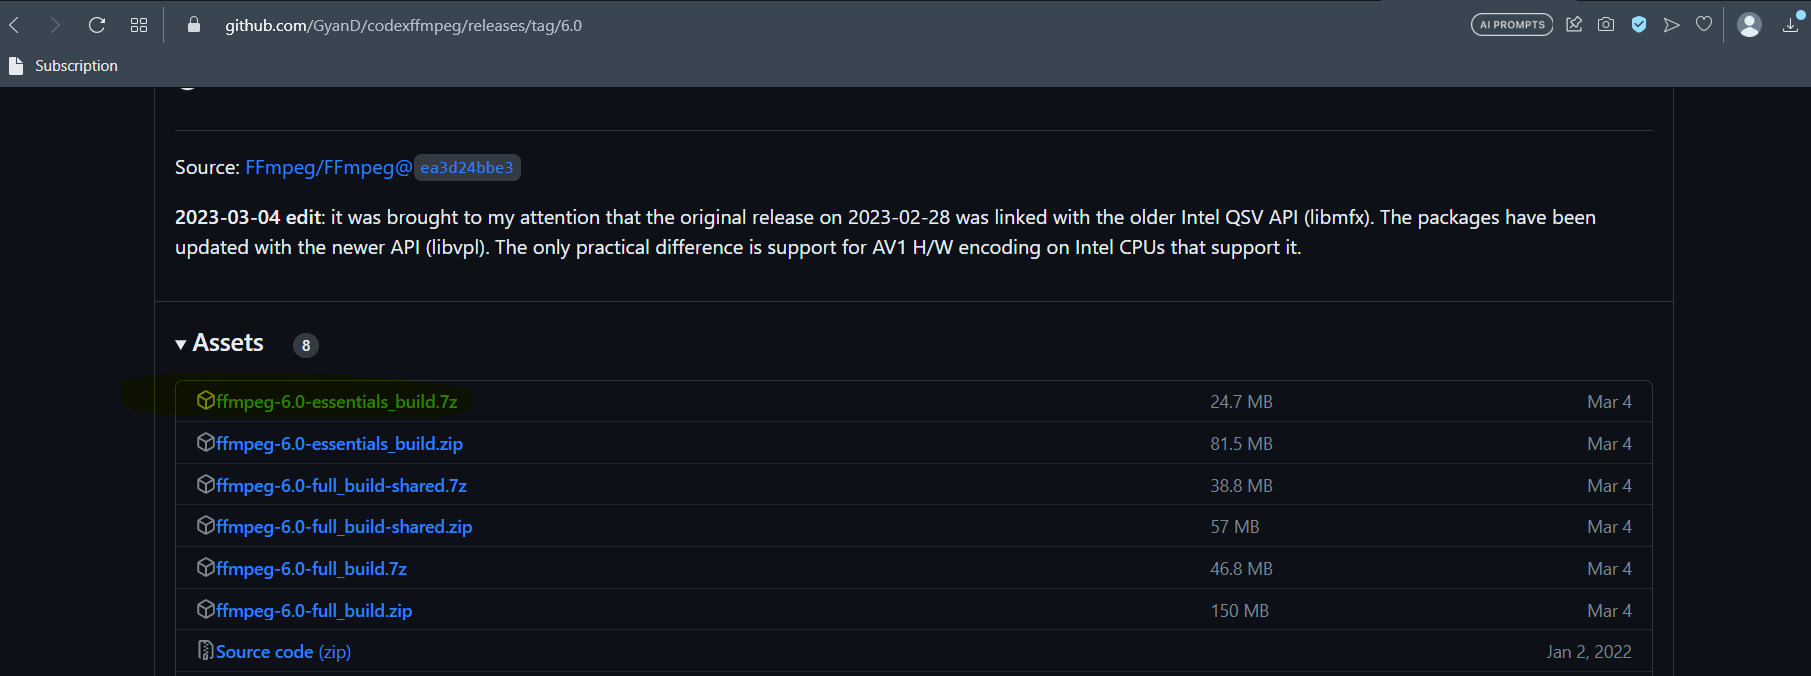 github.com/GyanD/codexffmpeg/releases/tag/6.0
AI PROMPTS
Subscription
Source: FFmpeg/FFmpeg@ea3d24bbe3
2023-03-04 edit: it was brought to my attention that the original release on 2023-02-28 was linked with the older Intel QSV API (libmfx). The packages have been
updated with the newer API (libvpl). The only practical difference is support for AV1 H/W encoding on Intel CPUs that support it.
Assets 8
ffmpeg-6.0-essentials_build.7z 24.7 MB Mar 4
ffmpeg-6.0-essentials_build.zip 81.5 MB Mar 4
ffmpeg-6.0-full_build-shared.7z 38.8 MB Mar 4
ffmpeg-6.0-full_build-shared.zip 57 MB Mar 4
ffmpeg-6.0-full_build.7z 46.8 MB Mar 4
ffmpeg-6.0-full_build.zip 150 MB Mar 4
Source code (zip) Jan 2, 2022